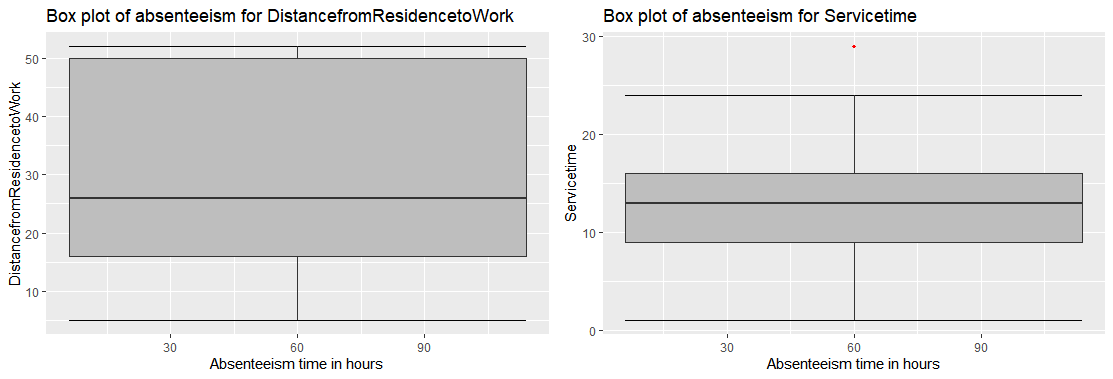 Box plot of absenteeism for DistancefromResidencetoWork
DistancefromResidencetoWork
50
40
30
20
10
30
60
90
Absenteeism time in hours
Box plot of absenteeism for Servicetime
Servicetime
30
20
10
0
30
60
90
Absenteeism time in hours